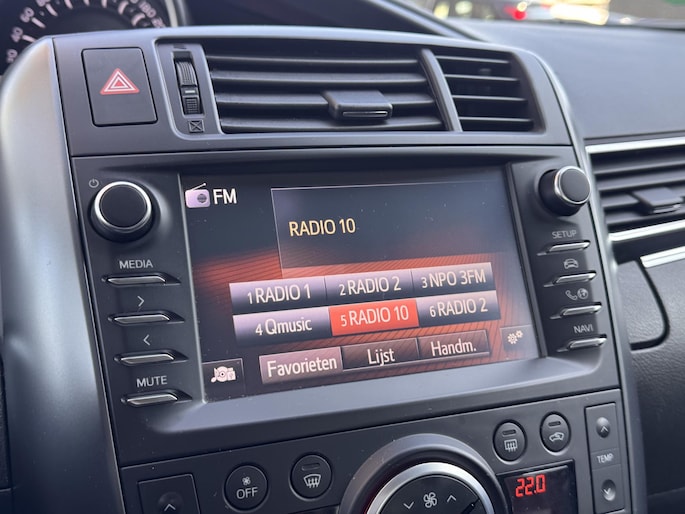 FM
RADIO 10
MEDIA
SETUP
1 RADIO 1
2 RADIO 2
3 NPO 3FM
4 Qmusic
5 RADIO 10
6 RADIO 2
MUTE
NAVI
Favorieten
Lijst
Handm.
OFF
TEMP
22.0